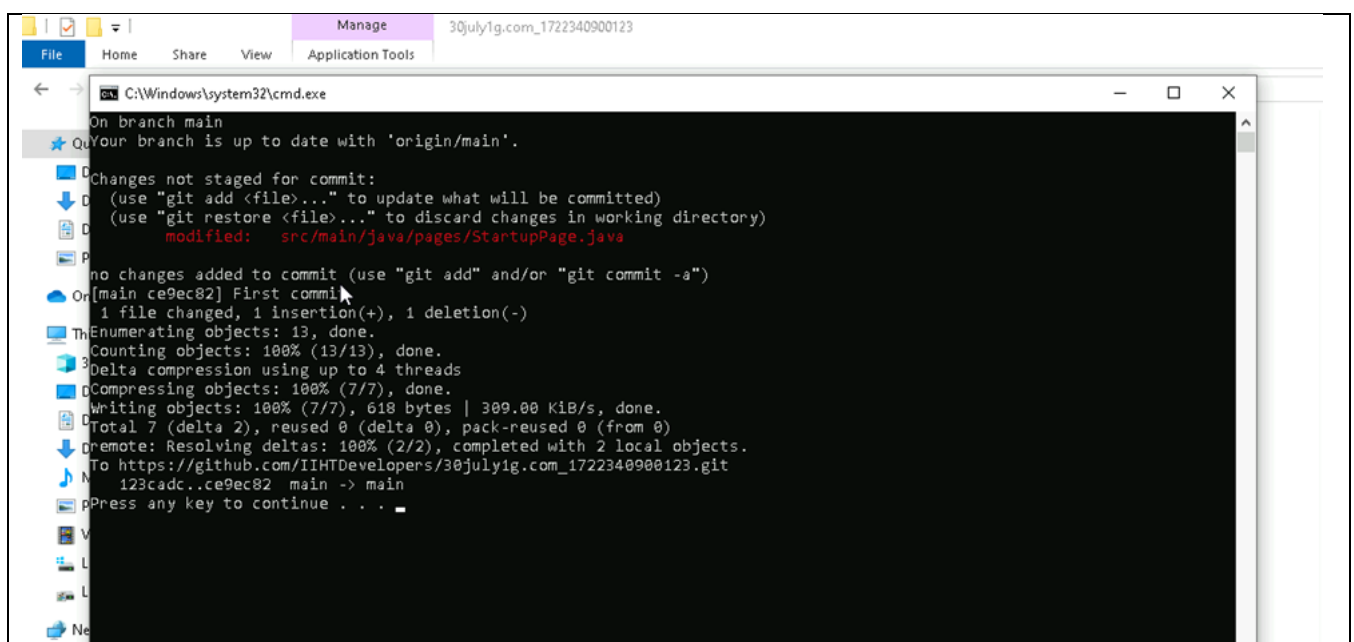 Manage
30july1g.com_1722340900123
File Home Share View Application Tools
C:\Windows\system32\cmd.exe
On branch main
Your branch is up to date with 'origin/main'.
Changes not staged for commit:
(use "git add <file>..." to update what will be committed)
(use "git restore <file>..." to discard changes in working directory)
modified: src/main/java/pages/StartupPage.java
no changes added to commit (use "git add" and/or "git commit -a")
[main ce9ec82] First commit
1 file changed, 1 insertion(+), 1 deletion(-)
Enumerating objects: 13, done.
Counting objects: 100% (13/13), done.
Delta compression using up to 4 threads
Compressing objects: 100% (7/7), done.
Writing objects: 100% (7/7), 618 bytes | 309.00 KiB/s, done.
Total 7 (delta 2), reused 0 (delta 0), pack-reused 0 (from 0)
remote: Resolving deltas: 100% (2/2), completed with 2 local objects.
To https://github.com/IIHTDevelopers/30july1g.com_1722340900123.git
123cadc..ce9ec82 main -> main
Press any key to continue . . .